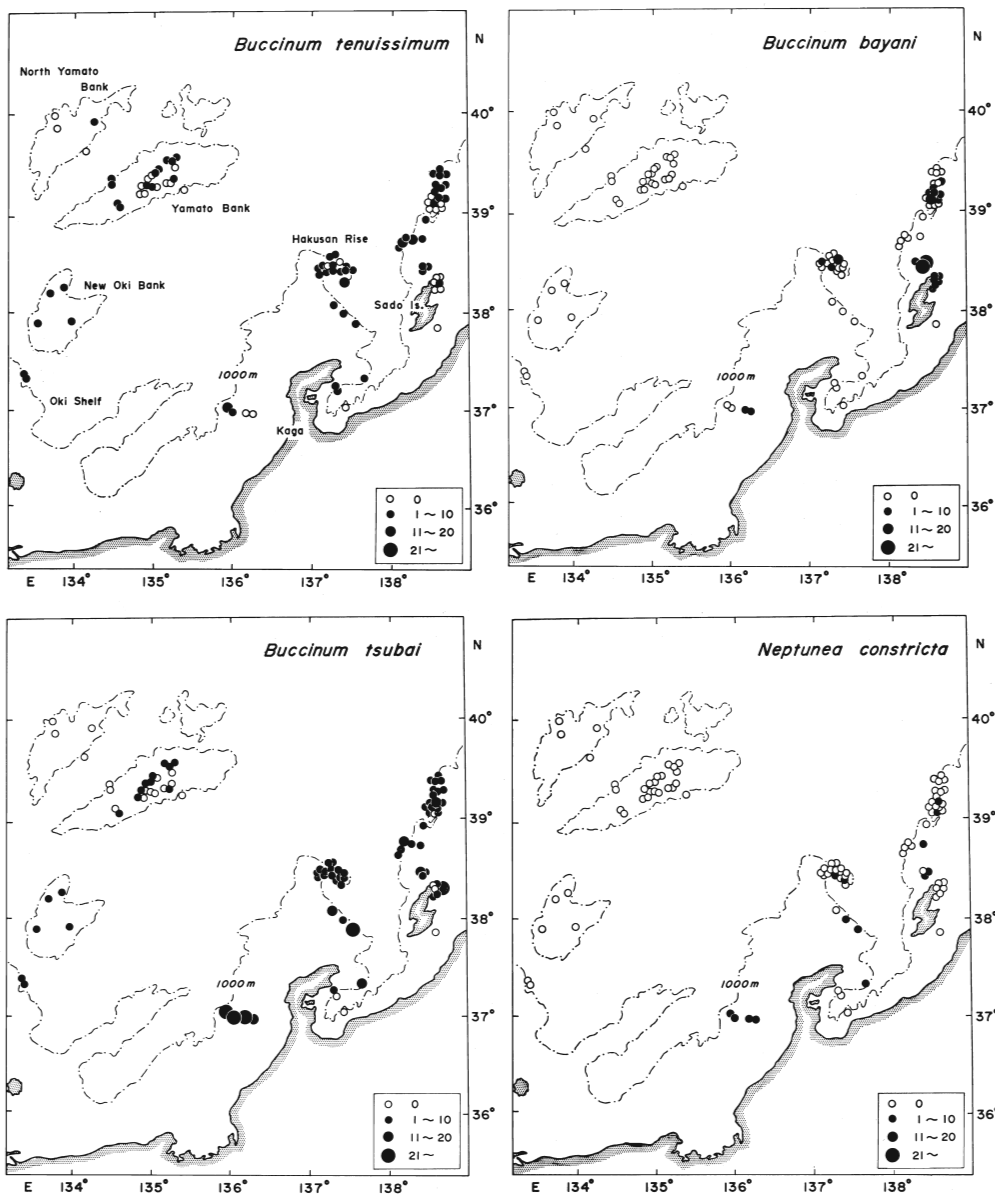 Buccinum tenuissimum
N
North Yamato
Bank
40°
Yamato Bank
39°
Hakusan Rise
New Oki Bank
Sado Is.
38°
1000m
Oki Shelf
37°
Kaga
0
1～10
36°
11～20
21～
E 134° 135° 136° 137° 138°
Buccinum bayani
N
40°
39°
38°
1000m
37°
0
1～10
36°
11～20
21～
E 134° 135° 136° 137° 138°
Buccinum tsubai
N
40°
39°
38°
1000m
?
37°
36°
0
1～10
11～20
21～
E 134° 135° 136° 137° 138°
Neptunea constricta
N
40°
39°
38°
1000m
37°
36°
0
1～10
11～20
21～
E 134° 135° 136° 137° 138°